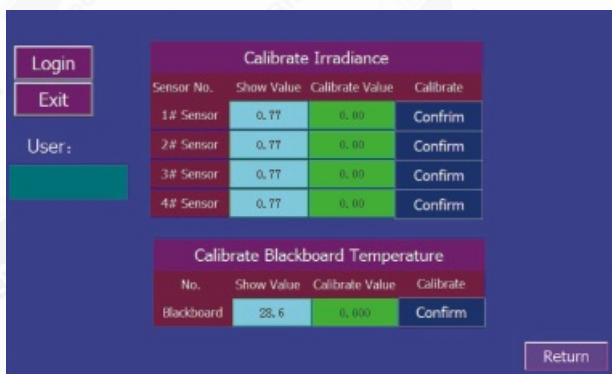 Login
Exit
User:
Calibrate Irradiance
Sensor No. Show Value Calibrate Value Calibrate
1# Sensor 0.77 0.00 Confrim
2# Sensor 0.77 0.00 Confirm
3# Sensor 0.77 0.00 Confirm
4# Sensor 0.77 0.00 Confirm
Calibrate Blackboard Temperature
No. Show Value Calibrate Value Calibrate
Blackboard 28.6 0.000 Confirm
Return